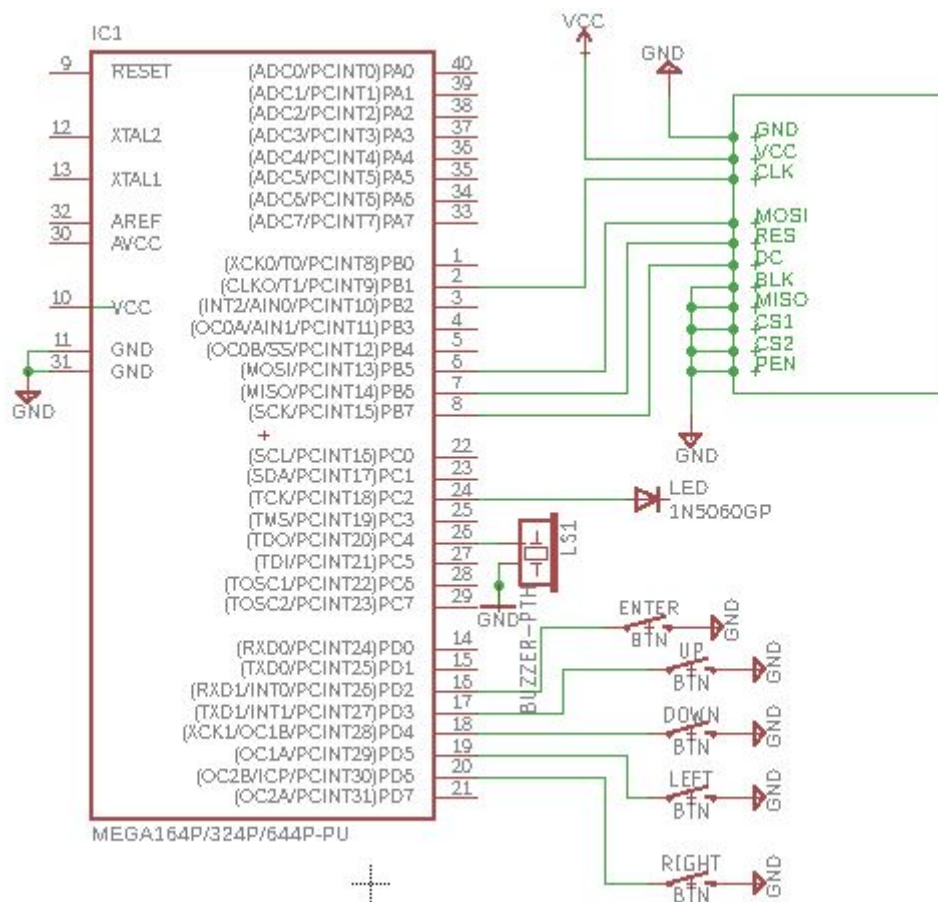 IC1
9 RESET
12 XTAL2
13 XTAL1
32 AREF
30 AVCC
10 VCC
11 GND
31 GND
GND
(ADC0/PCINT0)PA0 40
(ADC1/PCINT1)PA1 39
(ADC2/PCINT2)PA2 38
(ADC3/PCINT3)PA3 37
(ADC4/PCINT4)PA4 36
(ADC5/PCINT5)PA5 35
(ADC6/PCINT6)PA6 34
(ADC7/PCINT7)PA7 33
(XCK0/T0/PCINT8)PB0 1
(CLKO/T1/PCINT9)PB1 2
(INT2/AIN0/PCINT10)PB2 3
(OC0A/AIN1/PCINT11)PB3 4
(OC0B/SS/PCINT12)PB4 5
(MOSI/PCINT13)PB5 6
(MISO/PCINT14)PB6 7
(SCK/PCINT15)PB7 8
(SCL/PCINT16)PC0 22
(SDA/PCINT17)PC1 23
(TCK/PCINT18)PC2 24
(TMS/PCINT19)PC3 25
(TDO/PCINT20)PC4 26
(TDI/PCINT21)PC5 27
(TOSC1/PCINT22)PC6 28
(TOSC2/PCINT23)PC7 29
(RXD0/PCINT24)PD0 14
(TXD0/PCINT25)PD1 15
(RXD1/INT0/PCINT26)PD2 16
(TXD1/INT1/PCINT27)PD3 17
(XCK1/OC1B/PCINT28)PD4 18
(OC1A/PCINT29)PD5 19
(OC2B/ICP/PCINT30)PD6 20
(OC2A/PCINT31)PD7 21
MEGA164P/324P/644P-PU
VCC
GND
GND
VCC
CLK
MOSI
RES
DC
BLK
MISO
CS1
CS2
PEN
GND
LED
1N5060GP
LS1
BUZZER-PTH
GND
ENTER
BTN
GND
UP
BTN
GND
DOWN
BTN
GND
LEFT
BTN
GND
RIGHT
BTN
GND